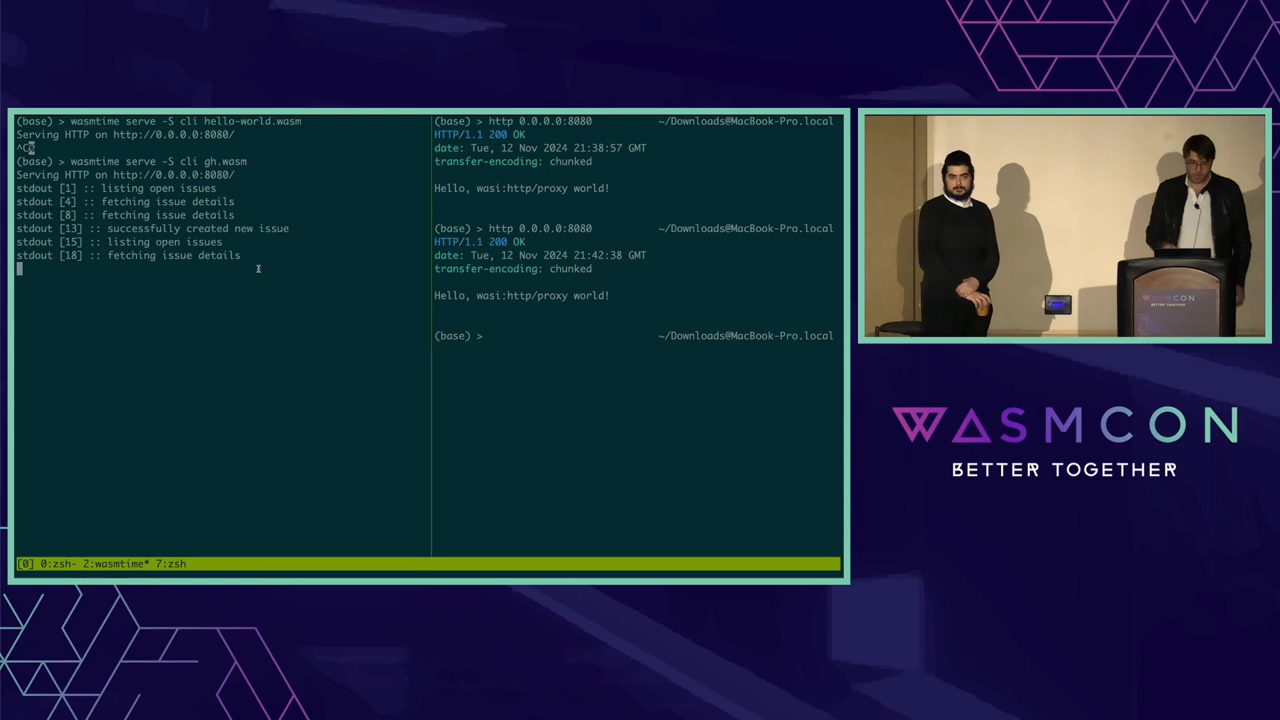 (base) > wasmtime serve -S cli hello-world.wasm
Serving HTTP on http://0.0.0.0:8080/
^C%
(base) > wasmtime serve -S cli gh.wasm
Serving HTTP on http://0.0.0.0:8080/
stdout [1] :: listing open issues
stdout [4] :: fetching issue details
stdout [8] :: fetching issue details
stdout [13] :: successfully created new issue
stdout [15] :: listing open issues
stdout [18] :: fetching issue details
(base) > http 0.0.0.0:8080 ~/Downloads@MacBook-Pro.local
HTTP/1.1 200 OK
date: Tue, 12 Nov 2024 21:38:57 GMT
transfer-encoding: chunked
Hello, wasi:http/proxy world!
(base) > http 0.0.0.0:8080 ~/Downloads@MacBook-Pro.local
HTTP/1.1 200 OK
date: Tue, 12 Nov 2024 21:42:38 GMT
transfer-encoding: chunked
Hello, wasi:http/proxy world!
(base) > ~/Downloads@MacBook-Pro.local
[0] 0:zsh- 2:wasmtime* 7:zsh
WASMCON
BETTER TOGETHER
WASMCON
BETTER TOGETHER